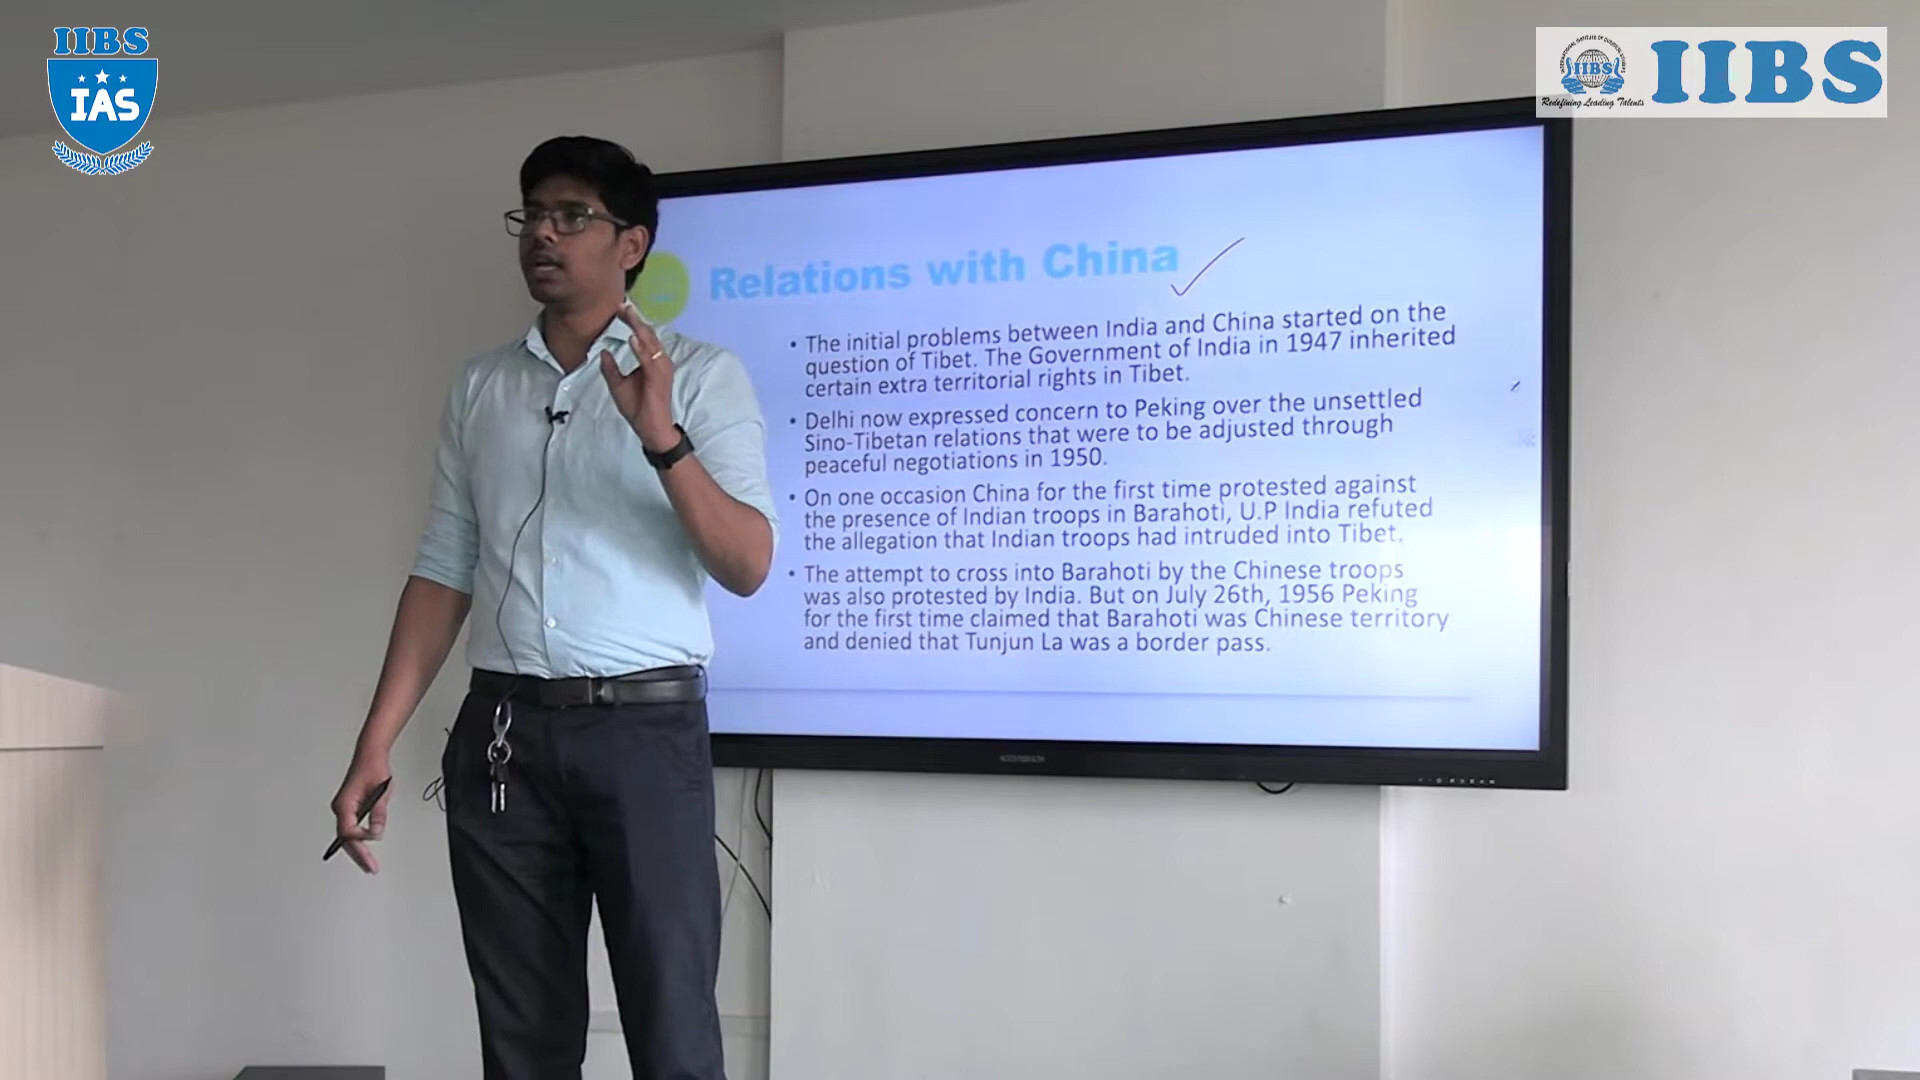 IIBS
IAS
IIBS
Redefining Leading Talents
IIBS
Relations with China
• The initial problems between India and China started on the
question of Tibet. The Government of India in 1947 inherited
certain extra territorial rights in Tibet.
• Delhi now expressed concern to Peking over the unsettled
Sino-Tibetan relations that were to be adjusted through
peaceful negotiations in 1950.
• On one occasion China for the first time protested against
the presence of Indian troops in Barahoti, U.P India refuted
the allegation that Indian troops had intruded into Tibet.
• The attempt to cross into Barahoti by the Chinese troops
was also protested by India. But on July 26th, 1956 Peking
for the first time claimed that Barahoti was Chinese territory
and denied that Tunjun La was a border pass.